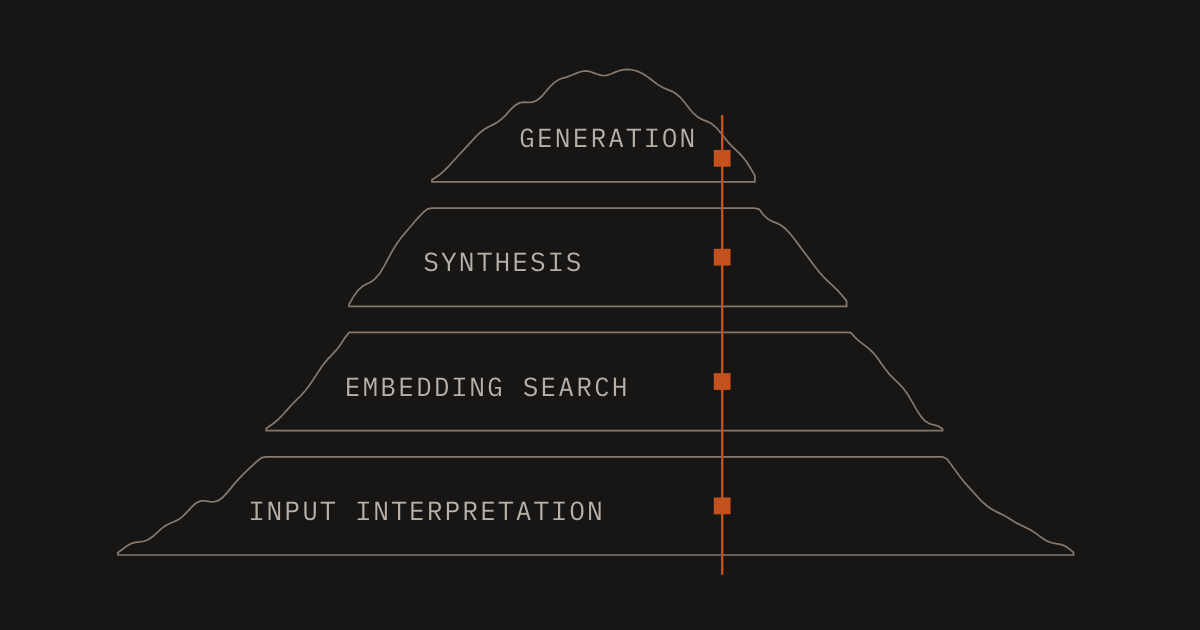 GENERATION
SYNTHESIS
EMBEDDING SEARCH
INPUT INTERPRETATION